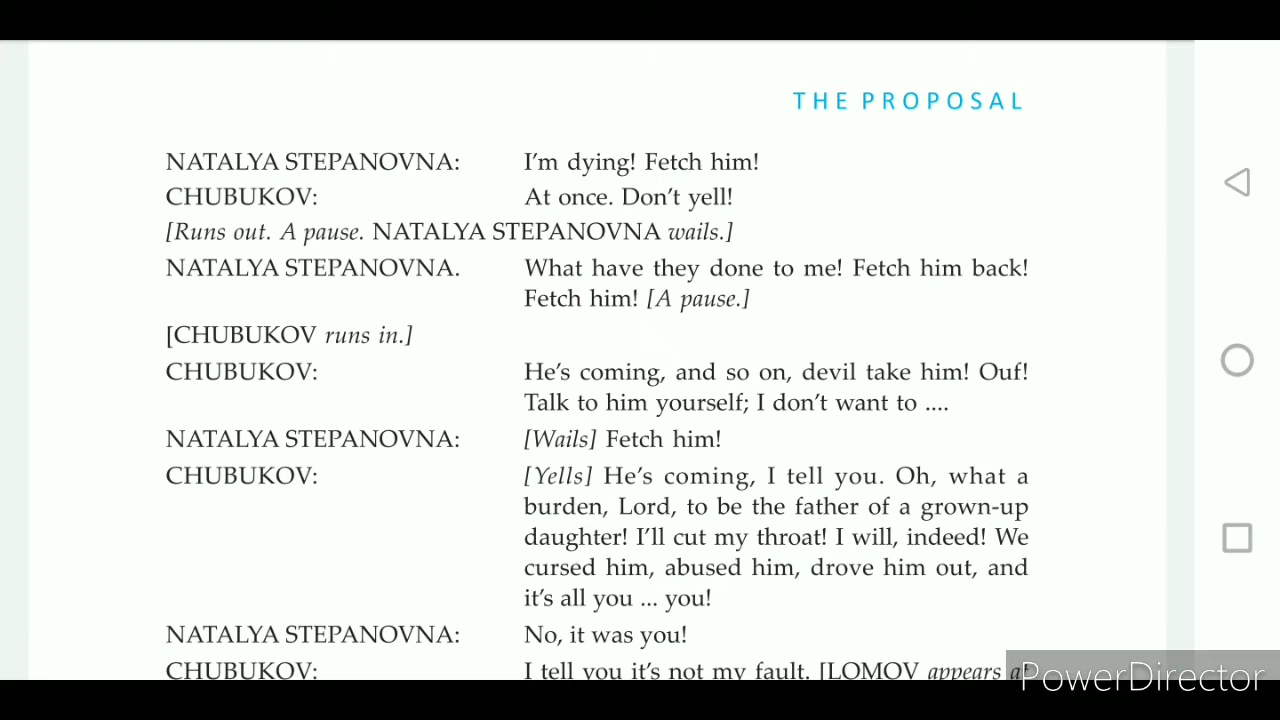 THE PROPOSAL
NATALYA STEPANOVNA: I'm dying! Fetch him!
CHUBUKOV: At once. Don't yell!
[Runs out. A pause. NATALYA STEPANOVNA wails.]
NATALYA STEPANOVNA. What have they done to me! Fetch him back!
Fetch him! [A pause.]
[CHUBUKOV runs in.]
CHUBUKOV: He's coming, and so on, devil take him! Ouf!
Talk to him yourself; I don't want to ....
NATALYA STEPANOVNA: [Wails] Fetch him!
CHUBUKOV: [Yells] He's coming, I tell you. Oh, what a
burden, Lord, to be the father of a grown-up
daughter! I'll cut my throat! I will, indeed! We
cursed him, abused him, drove him out, and
it's all you ... you!
NATALYA STEPANOVNA: No, it was you!
CHUBUKOV: I tell you it's not my fault. [LOMOV appears at
PowerDirector